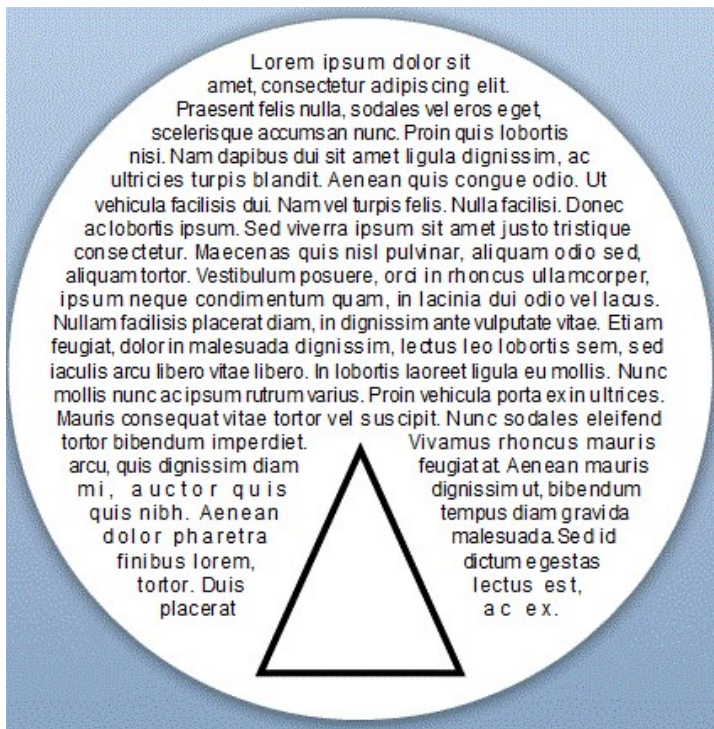 Lorem ipsum dolor sit
amet, consectetur adipiscing elit.
Praesent felis nulla, sodales vel eros eget,
scelerisque accumsan nunc. Proin quis lobortis
nisi. Nam dapibus dui sit amet ligula dignissim, ac
ultricies turpis blandit. Aenean quis congue odio. Ut
vehicula facilisis dui. Nam vel turpis felis. Nulla facilisi. Donec
ac lobortis ipsum. Sed viverra ipsum sit amet justo tristique
consectetur. Maecenas quis nisl pulvinar, aliquam odio sed,
aliquam tortor. Vestibulum posuere, orci in rhoncus ullamcorper,
ipsum neque condimentum quam, in lacinia dui odio vel lacus.
Nullam facilisis placerat diam, in dignissim ante vulputate vitae. Etiam
feugiat, dolor in malesuada dignissim, lectus leo lobortis sem, sed
iaculis arcu libero vitae libero. In lobortis laoreet ligula eu mollis. Nunc
mollis nunc ac ipsum rutrum varius. Proin vehicula porta ex in ultrices.
Mauris consequat vitae tortor vel suscipit. Nunc sodales eleifend
tortor bibendum imperdiet. Vivamus rhoncus mauris
arcu, quis dignissim diam feugiat at. Aenean mauris
mi, auctor quis dignissim ut, bibendum
quis nibh. Aenean tempus diam gravida
dolor pharetra malesuada. Sed id
finibus lorem, dictum egestas
tortor. Duis lectus est,
placerat ac ex.